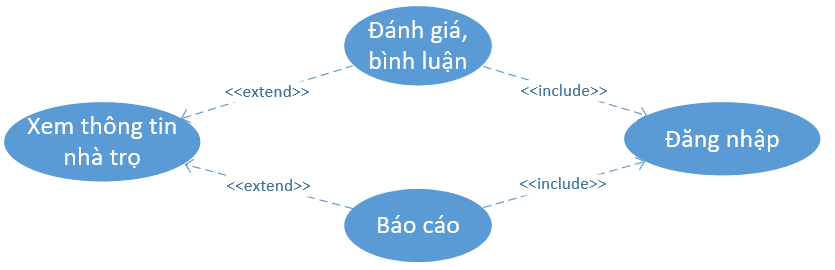 Đánh giá,
bình luận
<<extend>>
<<include>>
Xem thông tin
nhà trọ
Đăng nhập
<<extend>>
<<include>>
Báo cáo